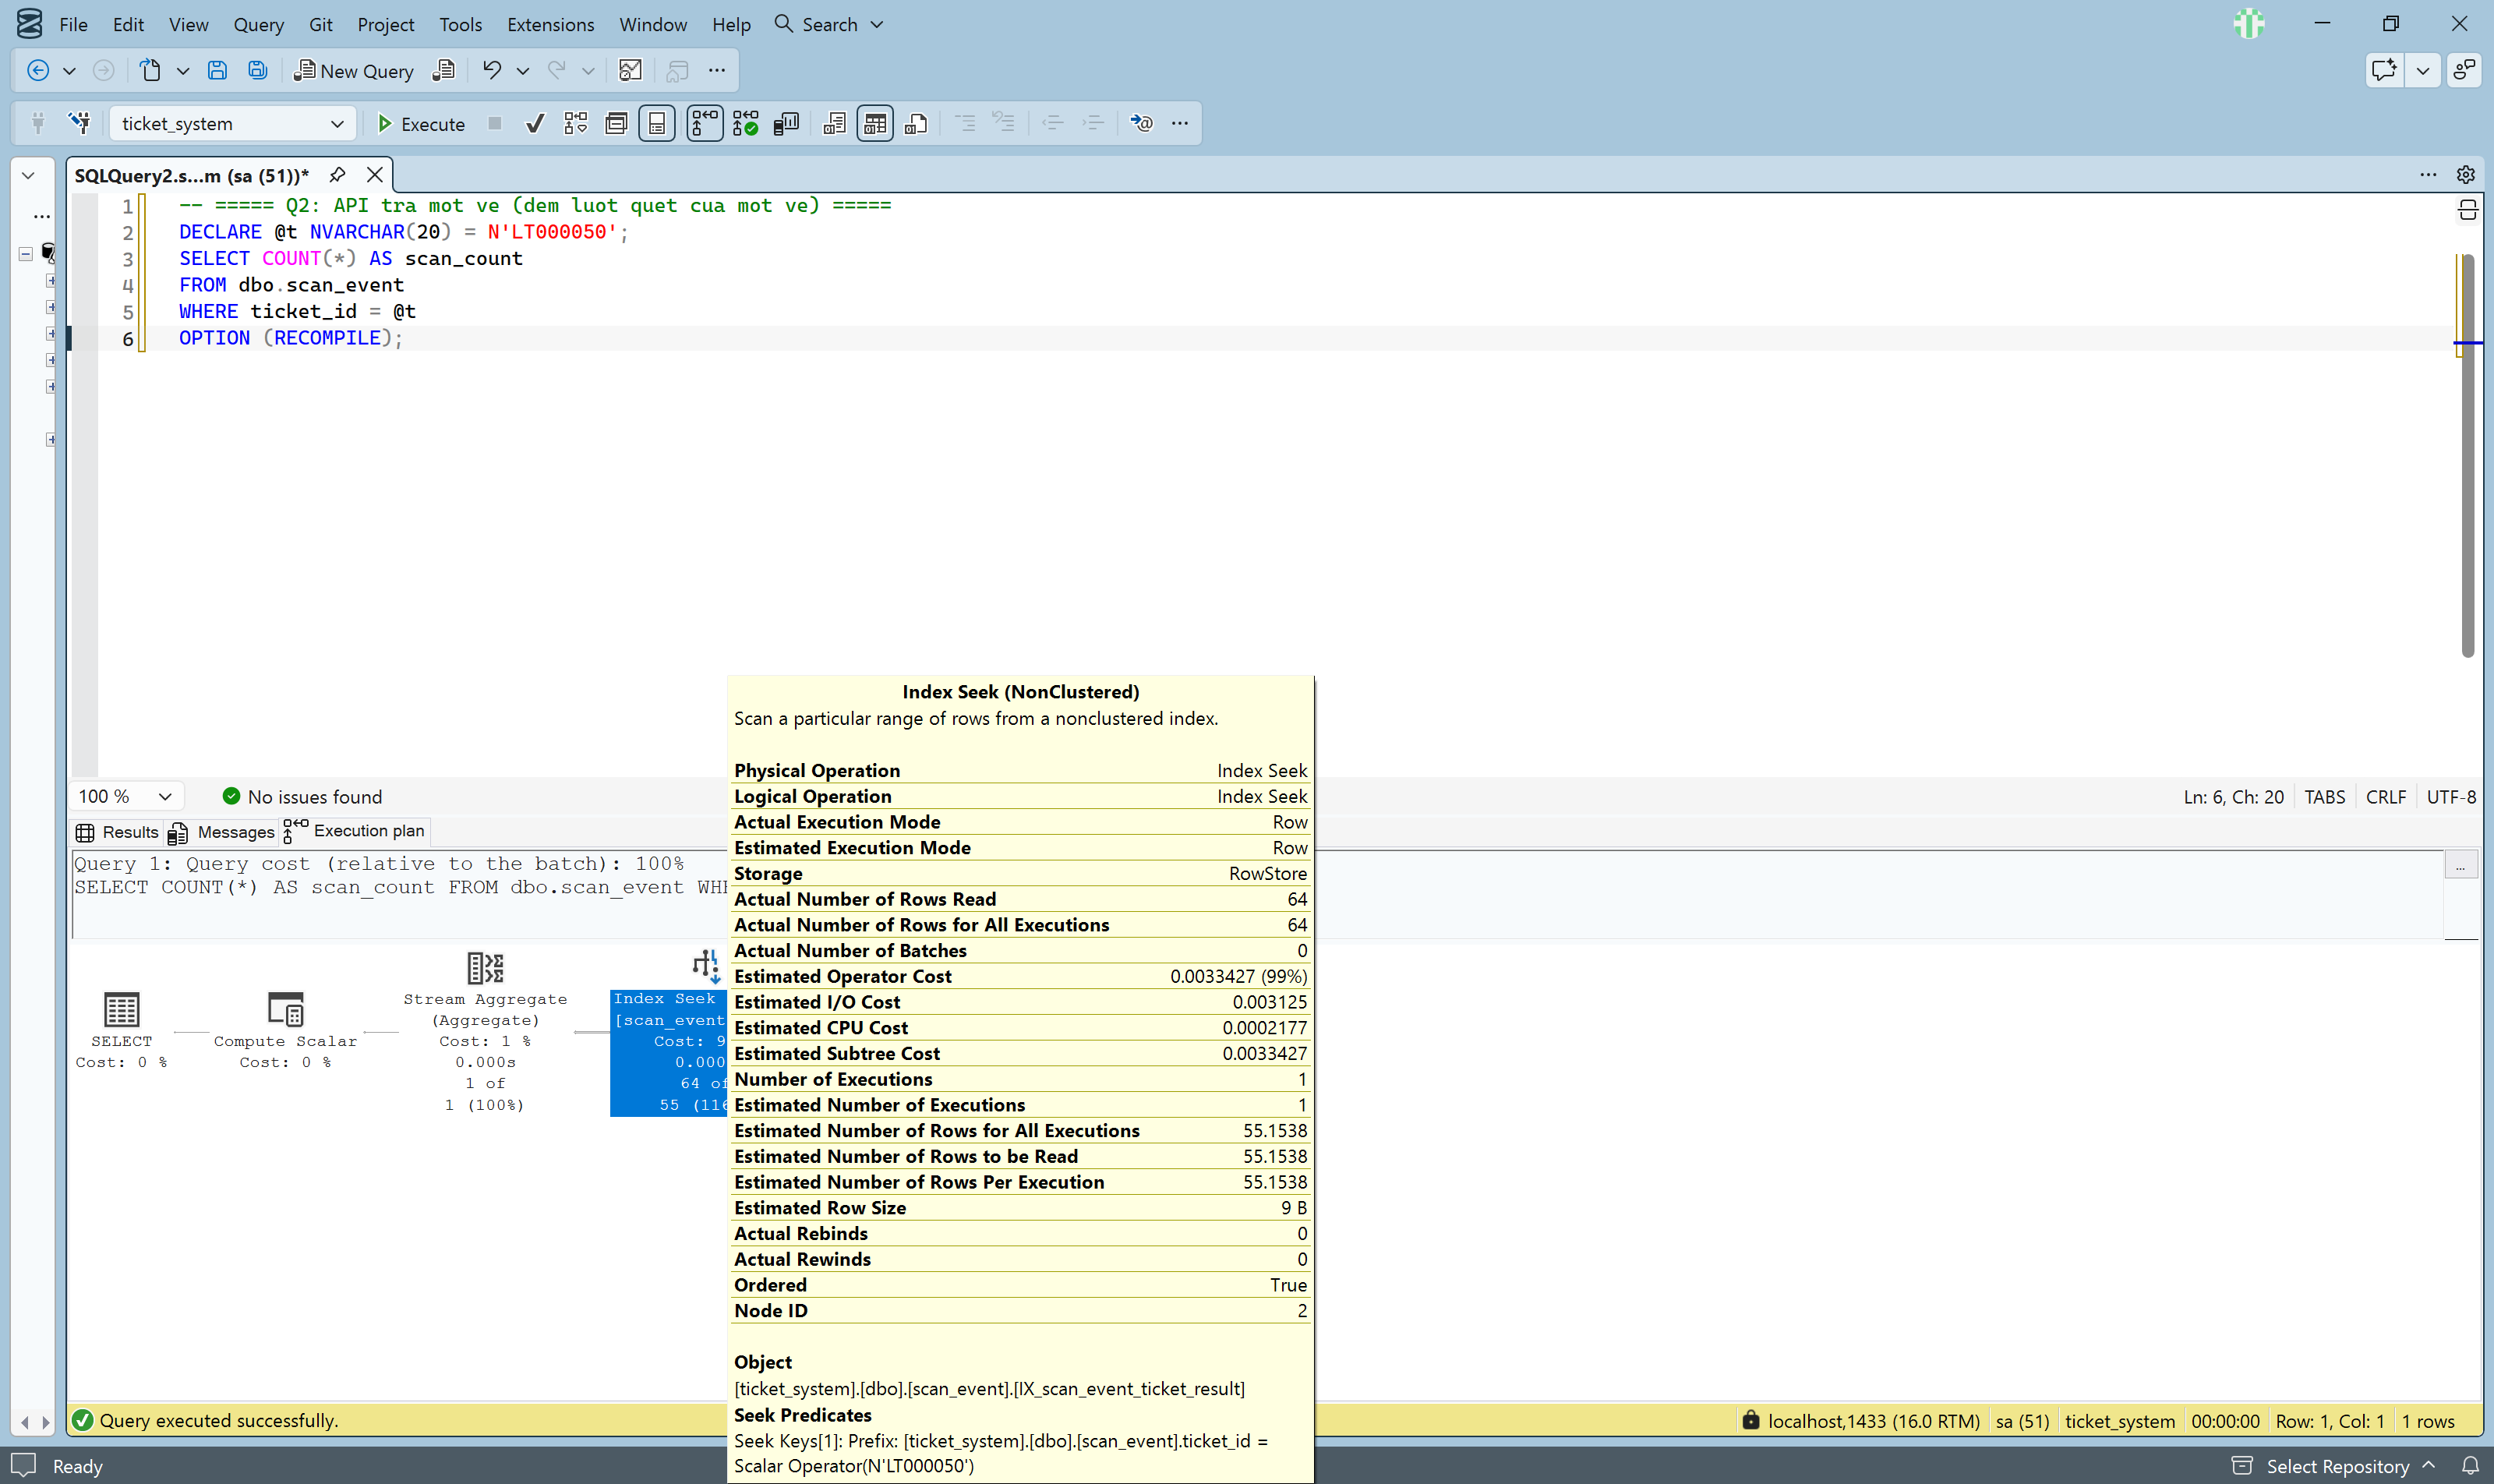 File Edit View Query Git Project Tools Extensions Window Help Search
New Query
ticket_system Execute
SQLQuery2.s...m (sa (51))*
1 -- ===== Q2: API tra mot ve (dem luot quet cua mot ve) =====
2 DECLARE @t NVARCHAR(20) = N'LT000050';
3 SELECT COUNT(*) AS scan_count
4 FROM dbo.scan_event
5 WHERE ticket_id = @t
6 OPTION (RECOMPILE);
100 % No issues found Ln: 6, Ch: 20 TABS CRLF UTF-8
Results Messages Execution plan
Query 1: Query cost (relative to the batch): 100%
SELECT COUNT(*) AS scan_count FROM dbo.scan_event
SELECT
Cost: 0 %
Compute Scalar
Cost: 0 %
Stream Aggregate
(Aggregate)
Cost: 1 %
0.000s
1 of
1 (100%)
Index Seek
[scan_event
Cost: 9
0.000
64 of
55 (116
Index Seek (NonClustered)
Scan a particular range of rows from a nonclustered index.
Physical Operation Index Seek
Logical Operation Index Seek
Actual Execution Mode Row
Estimated Execution Mode Row
Storage RowStore
Actual Number of Rows Read 64
Actual Number of Rows for All Executions 64
Actual Number of Batches 0
Estimated Operator Cost 0.0033427 (99%)
Estimated I/O Cost 0.003125
Estimated CPU Cost 0.0002177
Estimated Subtree Cost 0.0033427
Number of Executions 1
Estimated Number of Executions 1
Estimated Number of Rows for All Executions 55.1538
Estimated Number of Rows to be Read 55.1538
Estimated Number of Rows Per Execution 55.1538
Estimated Row Size 9 B
Actual Rebinds 0
Actual Rewinds 0
Ordered True
Node ID 2
Object
[ticket_system].[dbo].[scan_event].[IX_scan_event_ticket_result]
Seek Predicates
Seek Keys[1]: Prefix: [ticket_system].[dbo].[scan_event].ticket_id =
Scalar Operator(N'LT000050')
Query executed successfully. localhost,1433 (16.0 RTM) sa (51) ticket_system 00:00:00 Row: 1, Col: 1 1 rows
Ready Select Repository